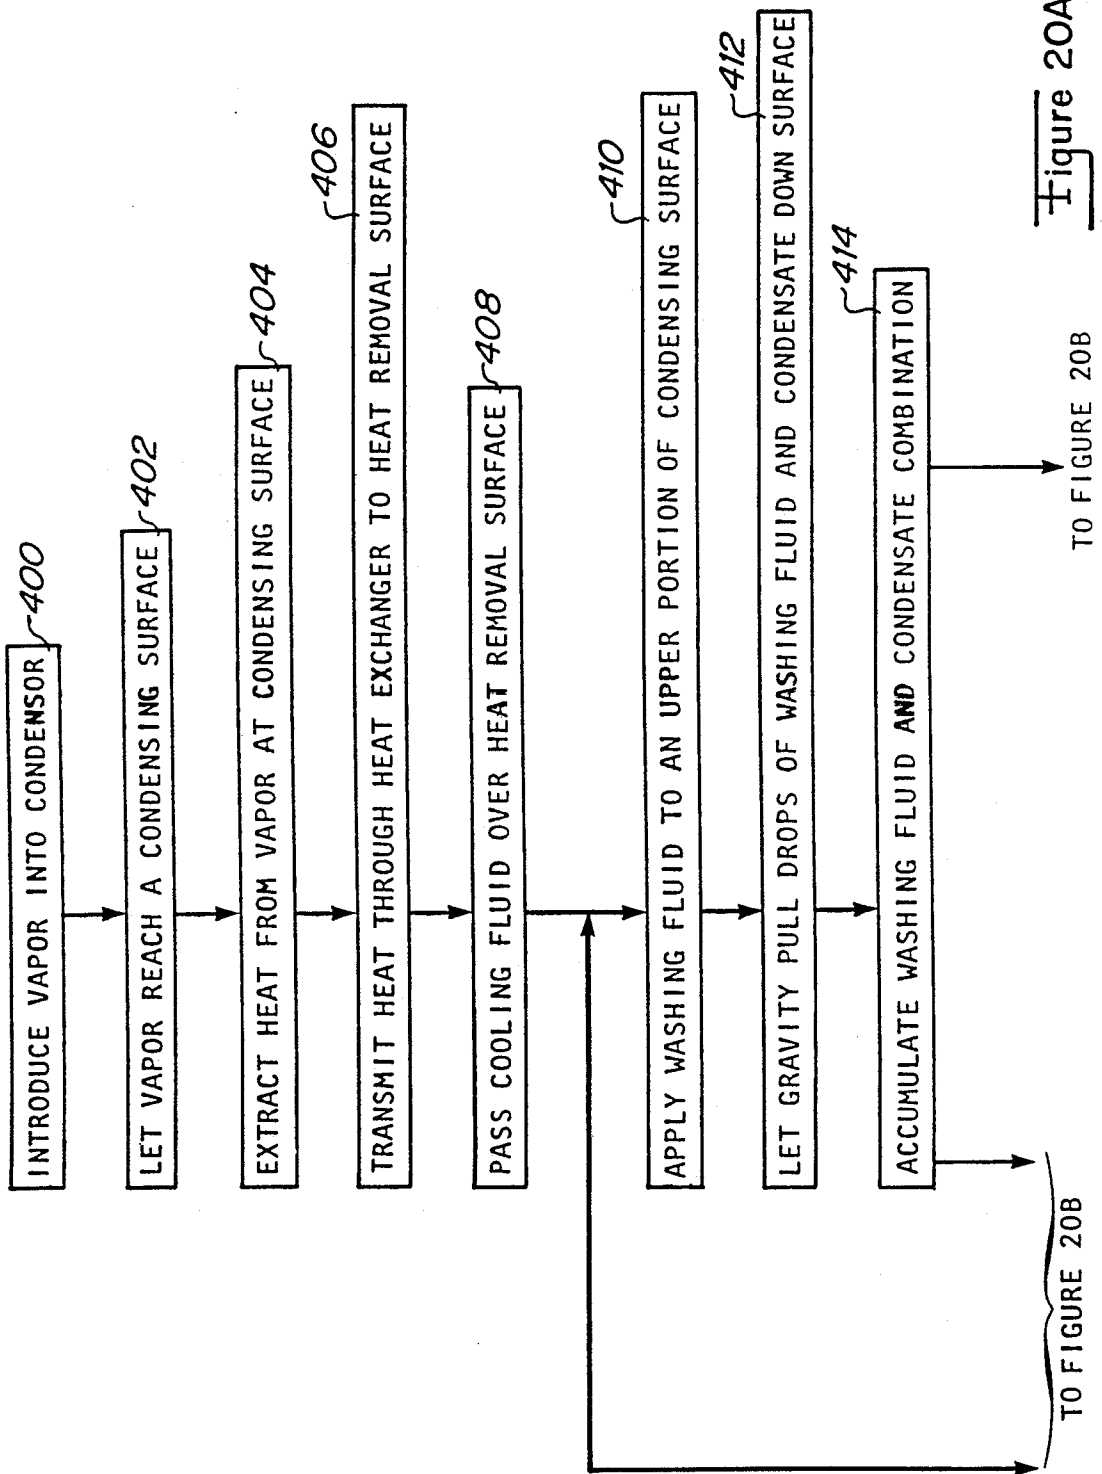 INTRODUCE VAPOR INTO CONDENSOR
400
LET VAPOR REACH A CONDENSING SURFACE
402
EXTRACT HEAT FROM VAPOR AT CONDENSING SURFACE
404
TRANSMIT HEAT THROUGH HEAT EXCHANGER TO HEAT REMOVAL SURFACE
406
PASS COOLING FLUID OVER HEAT REMOVAL SURFACE
408
APPLY WASHING FLUID TO AN UPPER PORTION OF CONDENSING SURFACE
410
LET GRAVITY PULL DROPS OF WASHING FLUID AND CONDENSATE DOWN SURFACE
412
ACCUMULATE WASHING FLUID AND CONDENSATE COMBINATION
414
TO FIGURE 20B
TO FIGURE 20B
Figure 20A